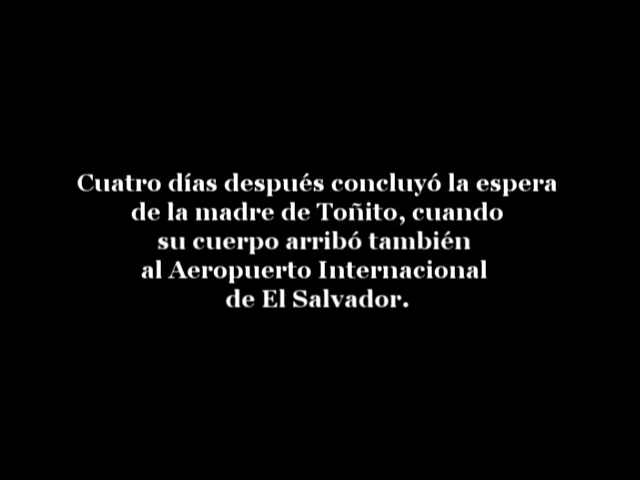 Cuatro días después concluyó la espera
de la madre de Toñito, cuando
su cuerpo arribó también
al Aeropuerto Internacional
de El Salvador.